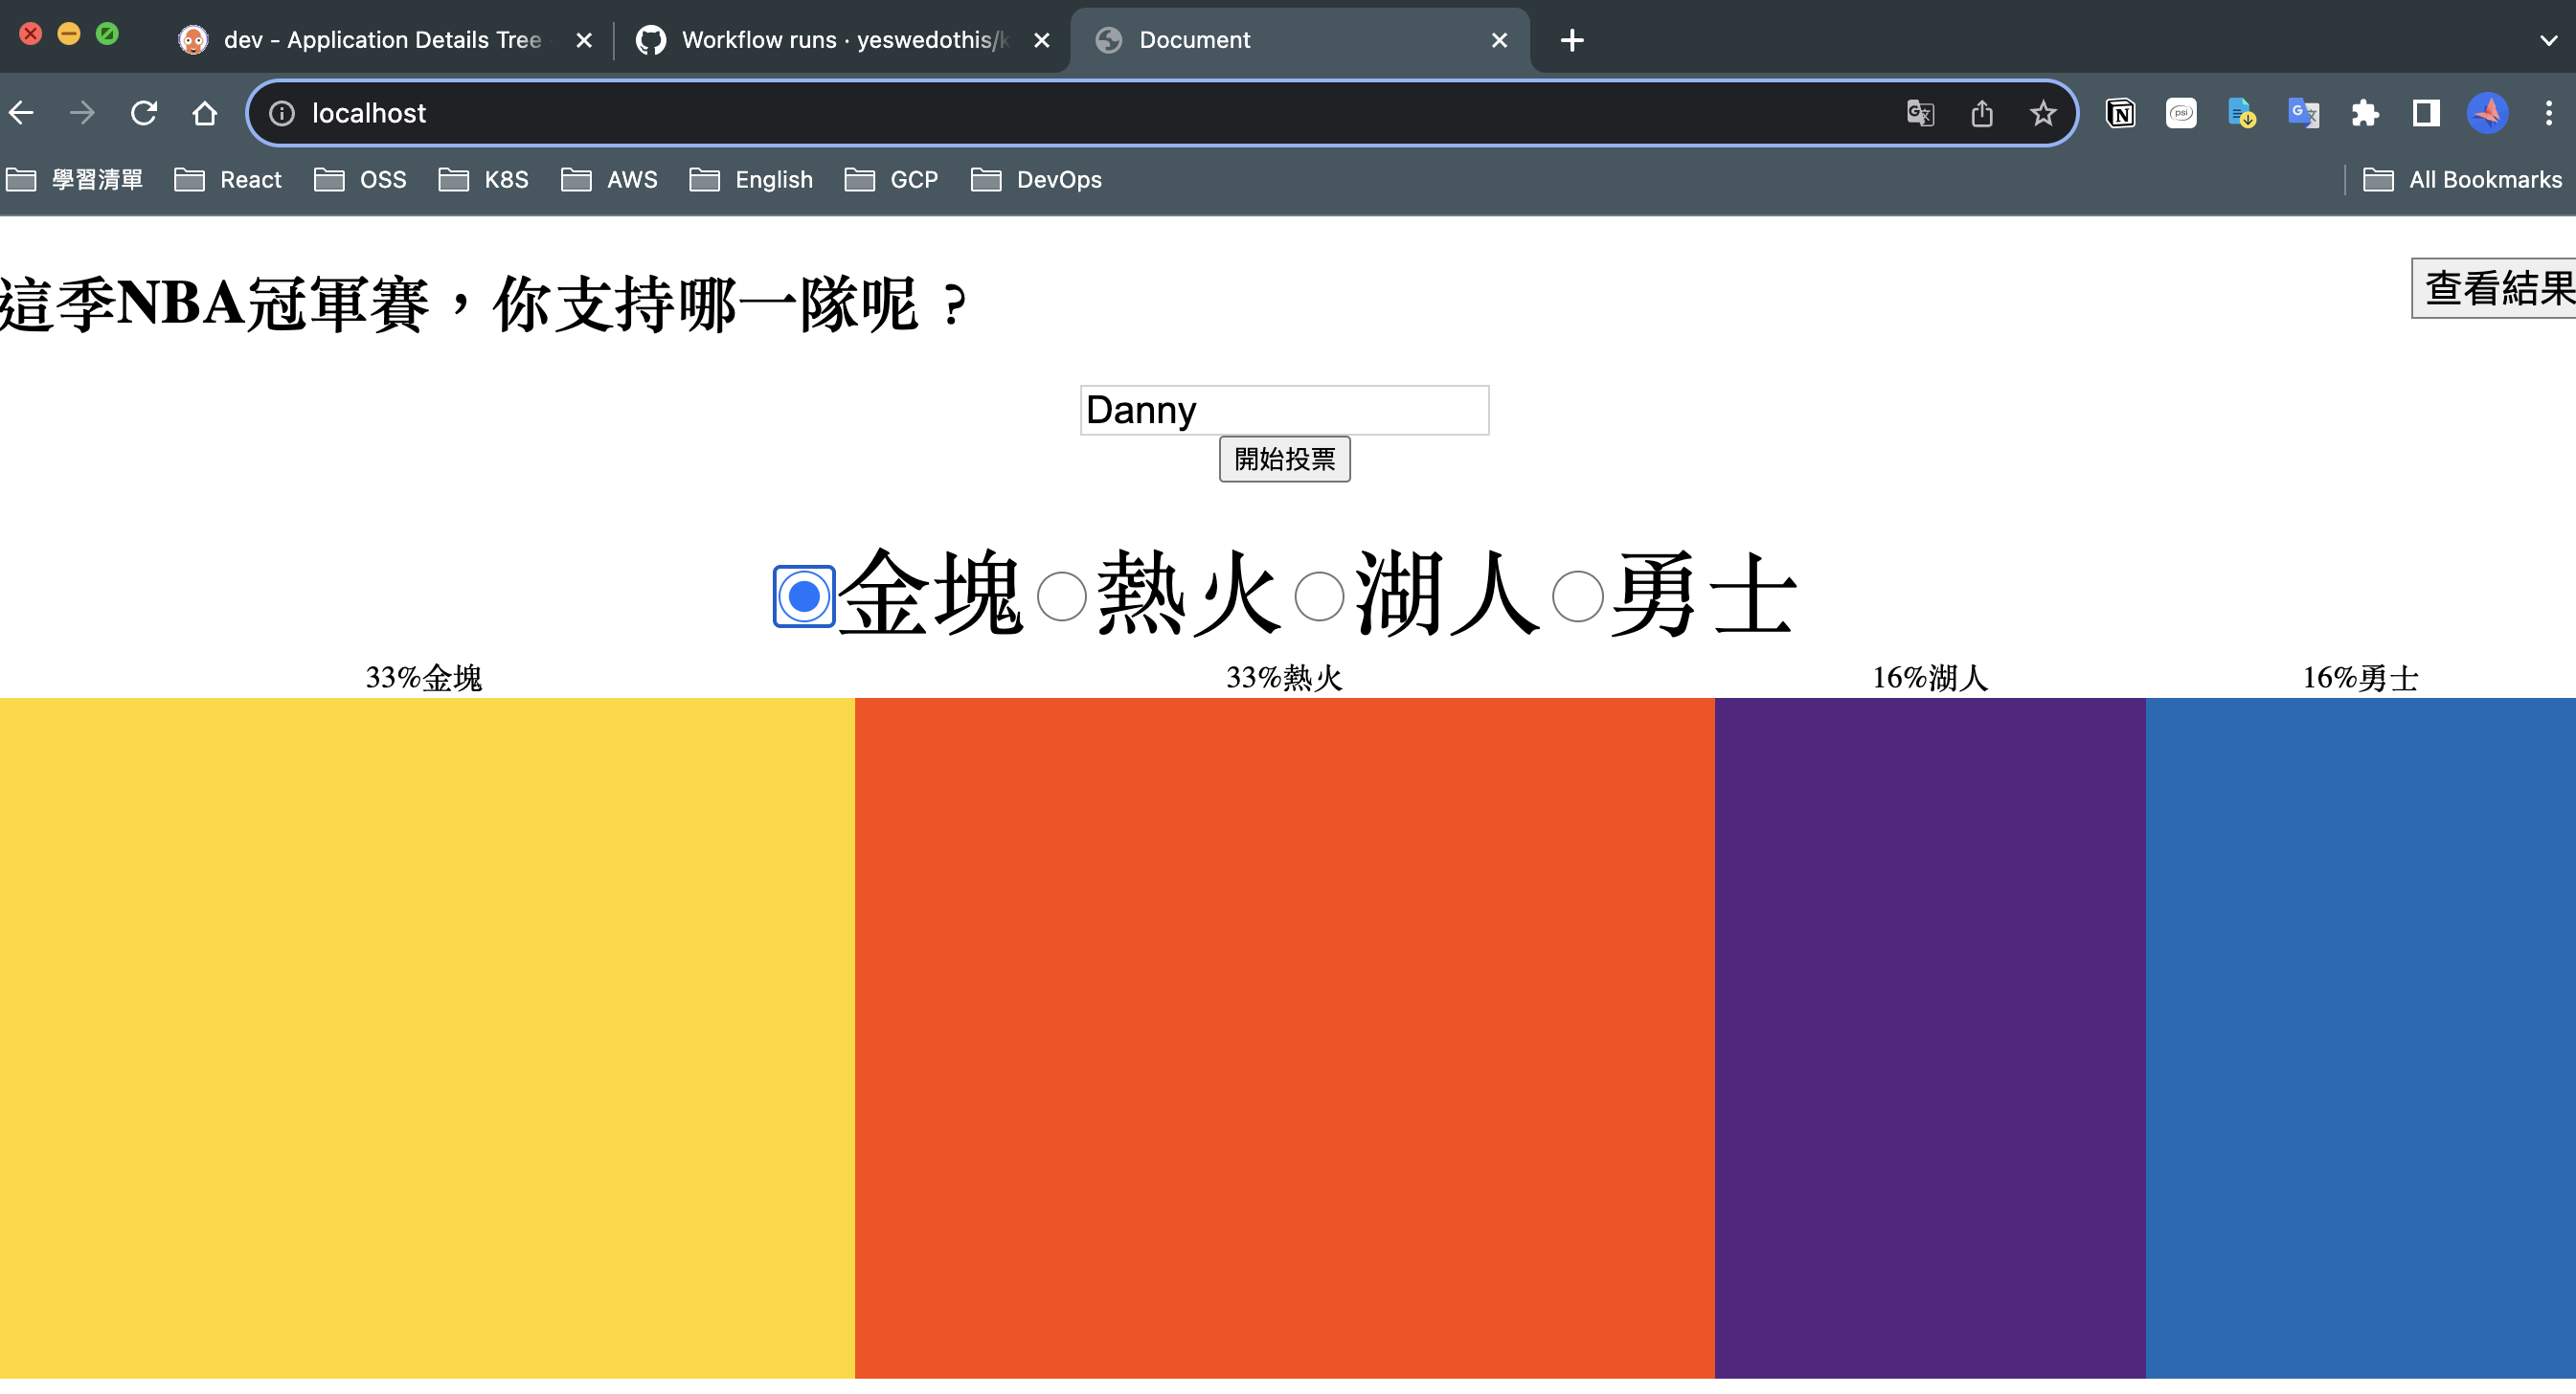 dev - Application Details Tree
Workflow runs · yeswedothis/k
Document
localhost
學習清單 React OSS K8S AWS English GCP DevOps All Bookmarks
這季NBA冠軍賽，你支持哪一隊呢？
查看結果
Danny
開始投票
金塊 熱火 湖人 勇士
33%金塊 33%熱火 16%湖人 16%勇士